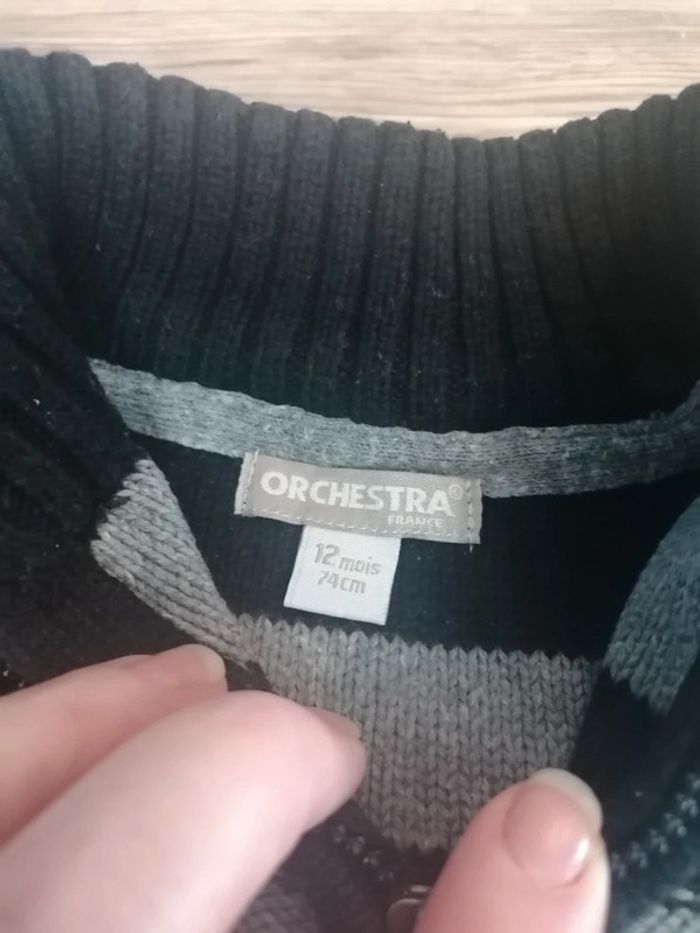 ORCHESTRA®
FRANCE
12 mois
74cm